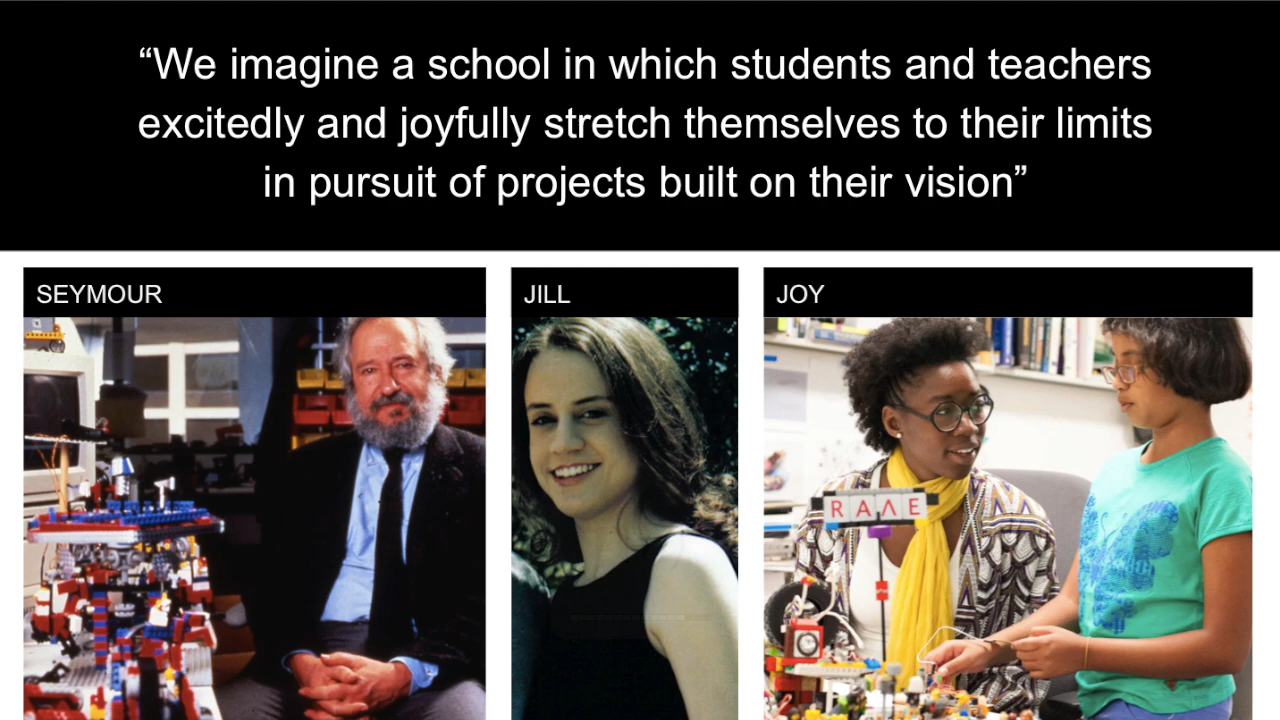 “We imagine a school in which students and teachers
excitedly and joyfully stretch themselves to their limits
in pursuit of projects built on their vision”
SEYMOUR
JILL
JOY
RAΛE